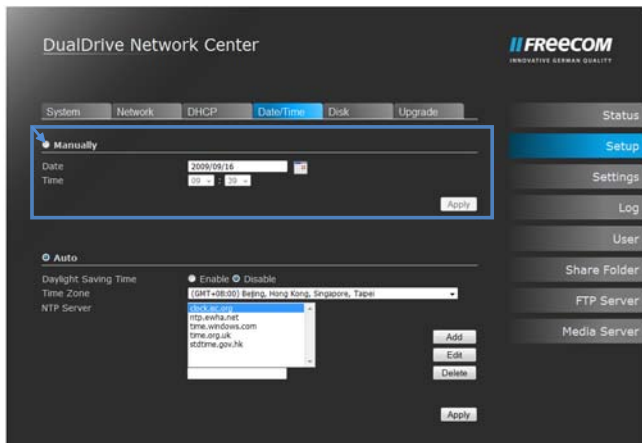 DualDrive Network Center
FREECOM
INNOVATIVE GERMAN QUALITY
System Network DHCP Date/Time Disk Upgrade
Status
Setup
Settings
Log
User
Share Folder
FTP Server
Media Server
Manually
Date 2009/09/16
Time 09 : 39
Apply
Auto
Daylight Saving Time Enable Disable
Time Zone (GMT+08:00) Beijing, Hong Kong, Singapore, Taipei
NTP Server clock.isc.org
ntp.ewha.net
time.windows.com
time.org.uk
stdtime.gov.hk
Add
Edit
Delete
Apply